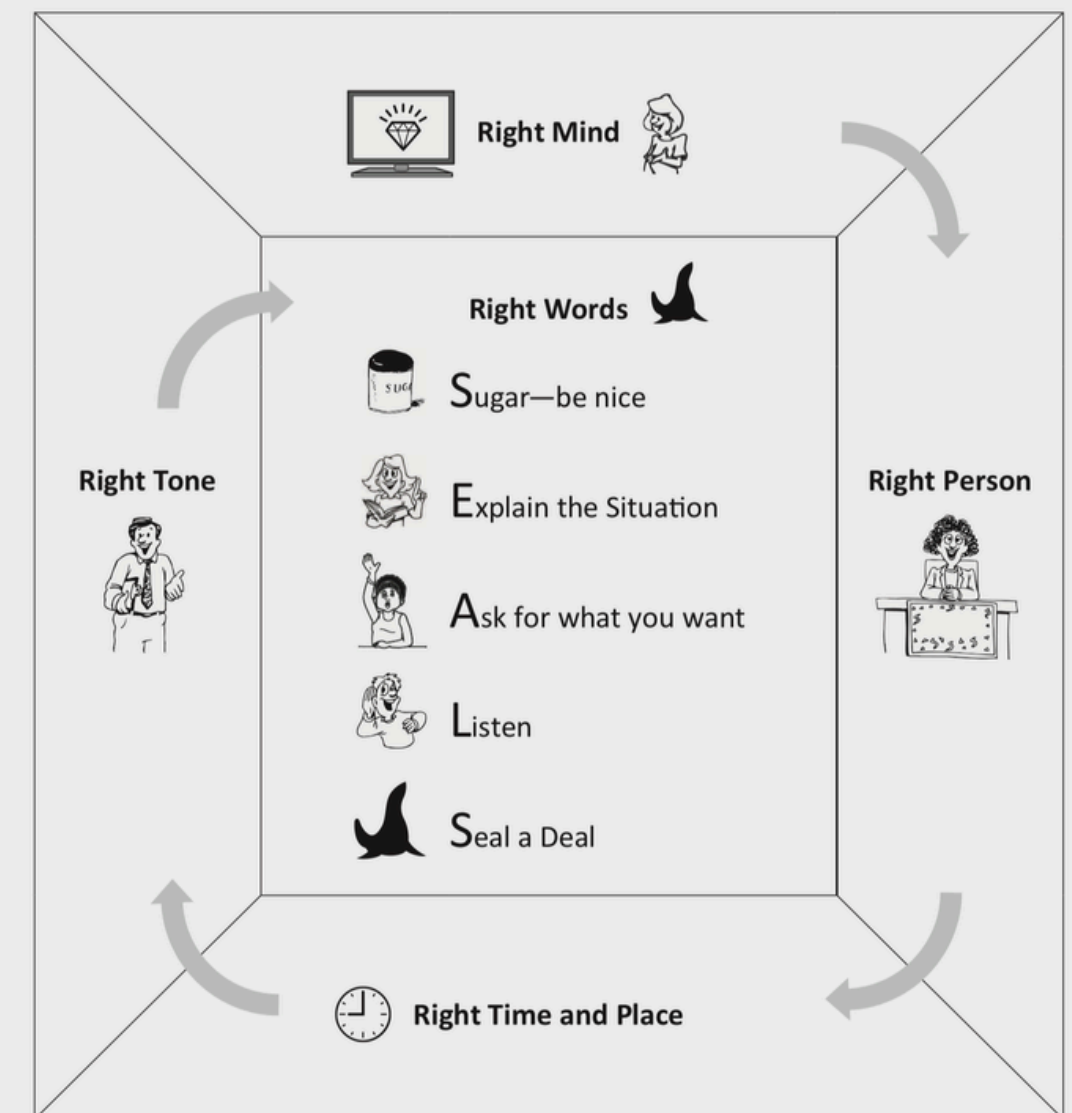 Right Mind
Right Words
SUGA
Sugar—be nice
Explain the Situation
Right Tone
Right Person
Ask for what you want
Listen
Seal a Deal
Right Time and Place